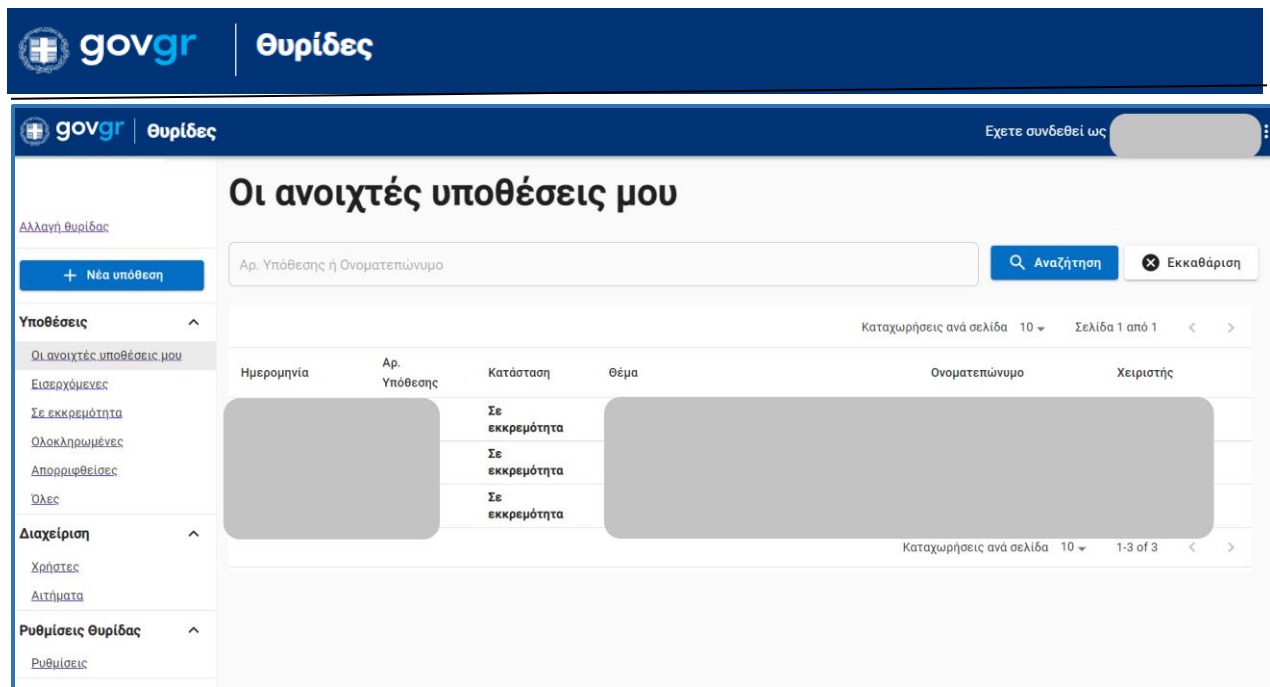 govgr Θυρίδες
govgr Θυρίδες Εχετε συνδεθεί ως
Οι ανοιχτές υποθέσεις μου
Αλλαγή θυρίδας
Αρ. Υπόθεσης ή Ονοματεπώνυμο Αναζήτηση Εκκαθάριση
+ Νέα υπόθεση
Υποθέσεις
Οι ανοιχτές υποθέσεις μου
Εισερχόμενες
Σε εκκρεμότητα
Ολοκληρωμένες
Απορριφθείσες
Όλες
Διαχείριση
Χρήστες
Αιτήματα
Ρυθμίσεις Θυρίδας
Ρυθμίσεις
Καταχωρήσεις ανά σελίδα 10 Σελίδα 1 από 1
Ημερομηνία Αρ. Υπόθεσης Κατάσταση Θέμα Ονοματεπώνυμο Χειριστής
Σε εκκρεμότητα
Σε εκκρεμότητα
Σε εκκρεμότητα
Καταχωρήσεις ανά σελίδα 10 1-3 of 3